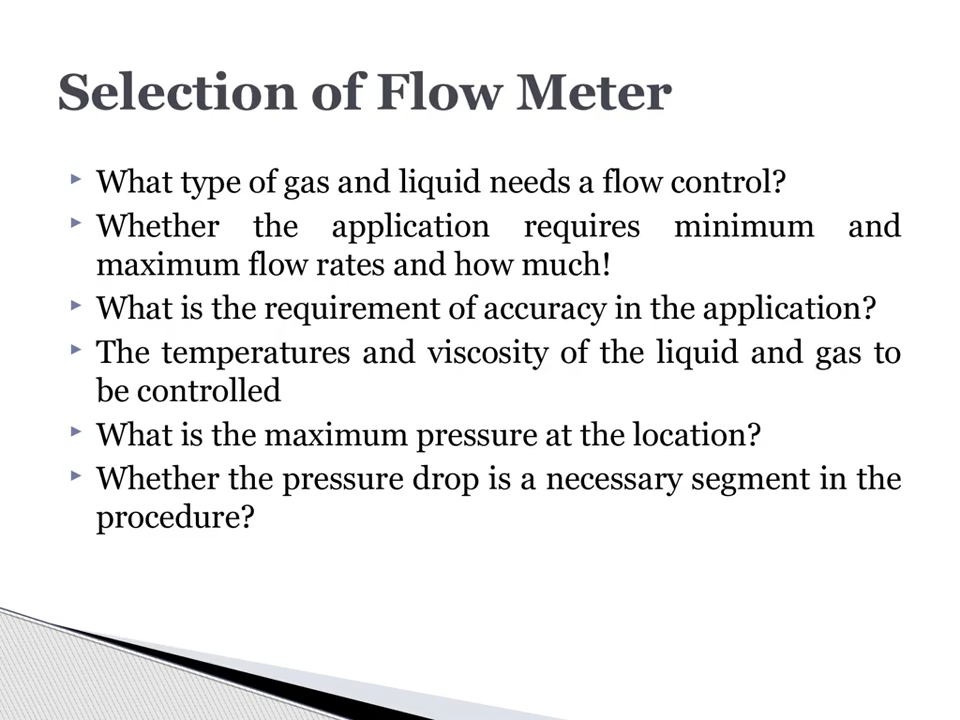 Selection of Flow Meter
What type of gas and liquid needs a flow control?
Whether the application requires minimum and
maximum flow rates and how much!
What is the requirement of accuracy in the application?
The temperatures and viscosity of the liquid and gas to
be controlled
What is the maximum pressure at the location?
Whether the pressure drop is a necessary segment in the
procedure?